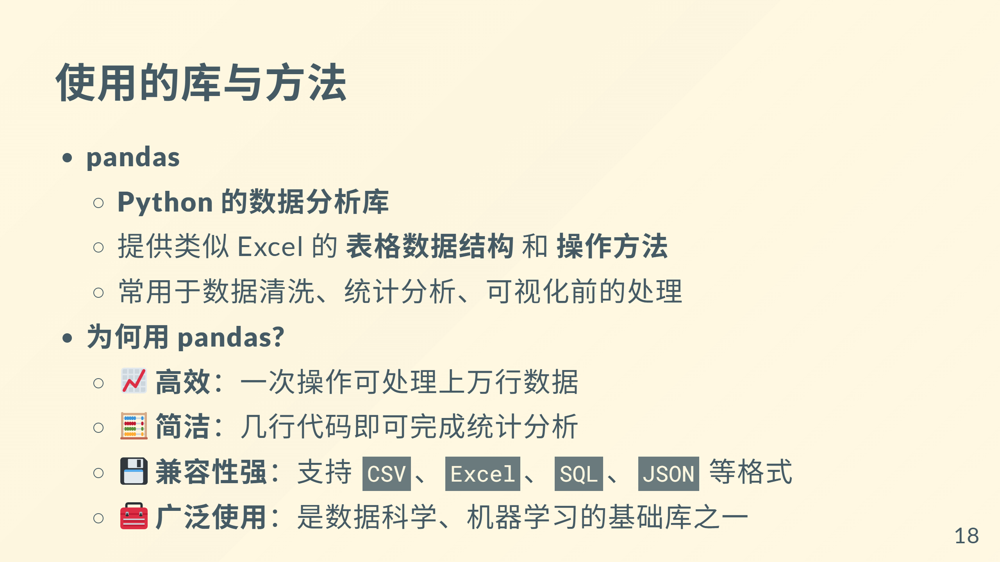 使用的库与方法
pandas
Python 的数据分析库
提供类似 Excel 的 表格数据结构 和 操作方法
常用于数据清洗、统计分析、可视化前的处理
为何用 pandas?
📈 高效：一次操作可处理上万行数据
🧮 简洁：几行代码即可完成统计分析
💾 兼容性强：支持 CSV、Excel、SQL、JSON 等格式
🧰 广泛使用：是数据科学、机器学习的基础库之一
18